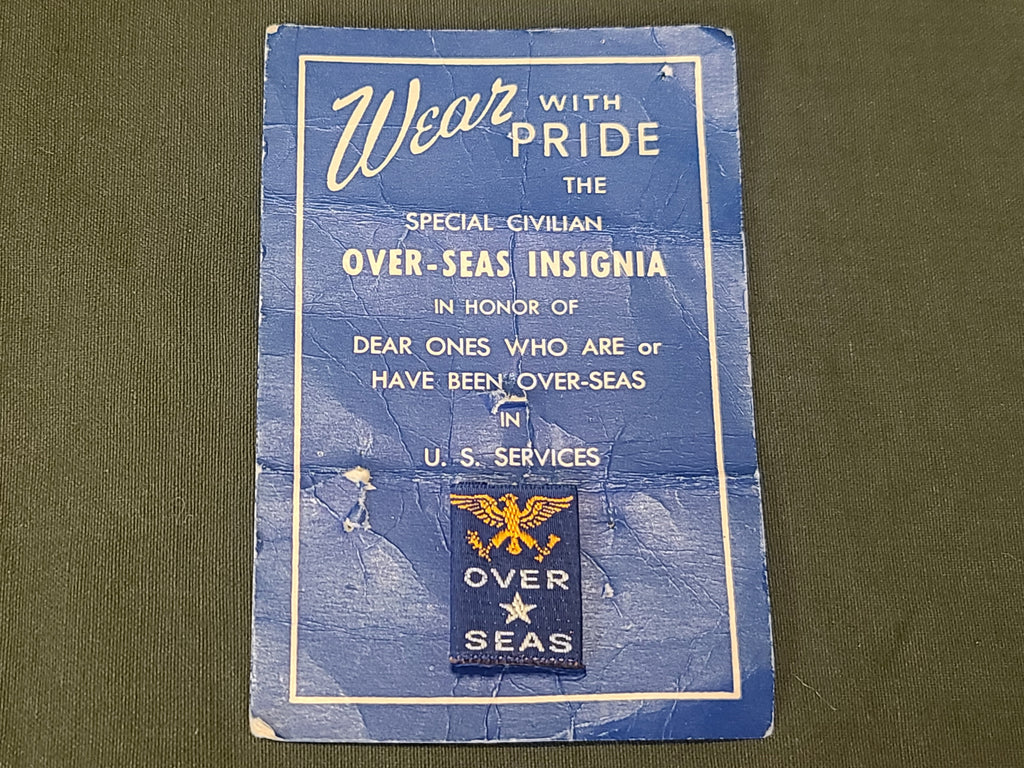 Wear WITH
PRIDE
THE
SPECIAL CIVILIAN
OVER-SEAS INSIGNIA
IN HONOR OF
DEAR ONES WHO ARE or
HAVE BEEN OVER-SEAS
IN
U. S. SERVICES
OVER
SEAS